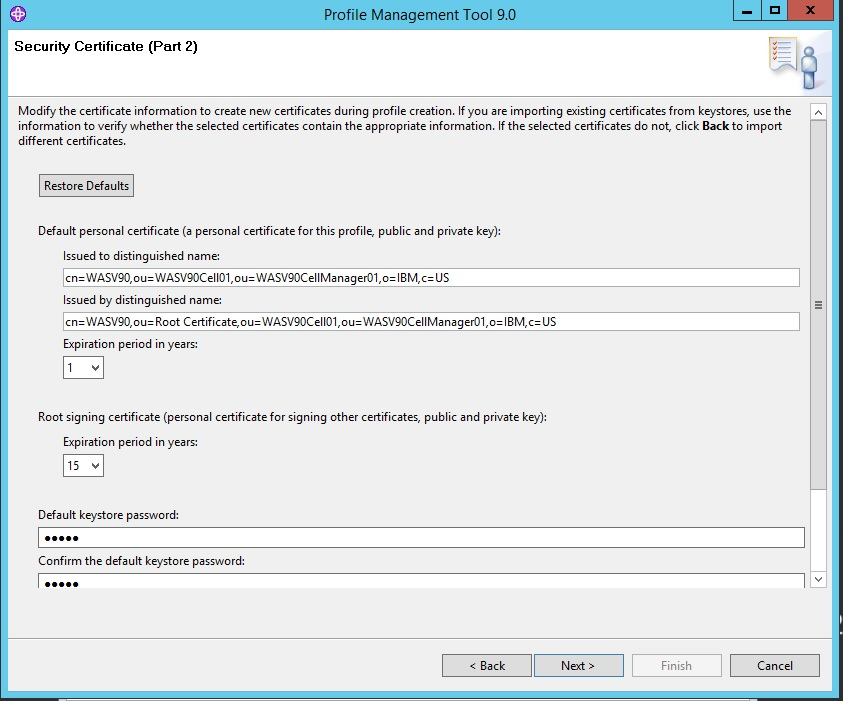 Profile Management Tool 9.0
Security Certificate (Part 2)
Modify the certificate information to create new certificates during profile creation. If you are importing existing certificates from keystores, use the
information to verify whether the selected certificates contain the appropriate information. If the selected certificates do not, click Back to import
different certificates.
Restore Defaults
Default personal certificate (a personal certificate for this profile, public and private key):
Issued to distinguished name:
cn=WASV90,ou=WASV90Cell01,ou=WASV90CellManager01,o=IBM,c=US
Issued by distinguished name:
cn=WASV90,ou=Root Certificate,ou=WASV90Cell01,ou=WASV90CellManager01,o=IBM,c=US
Expiration period in years:
1
Root signing certificate (personal certificate for signing other certificates, public and private key):
Expiration period in years:
15
Default keystore password:
•••••
Confirm the default keystore password:
•••••
< Back Next > Finish Cancel